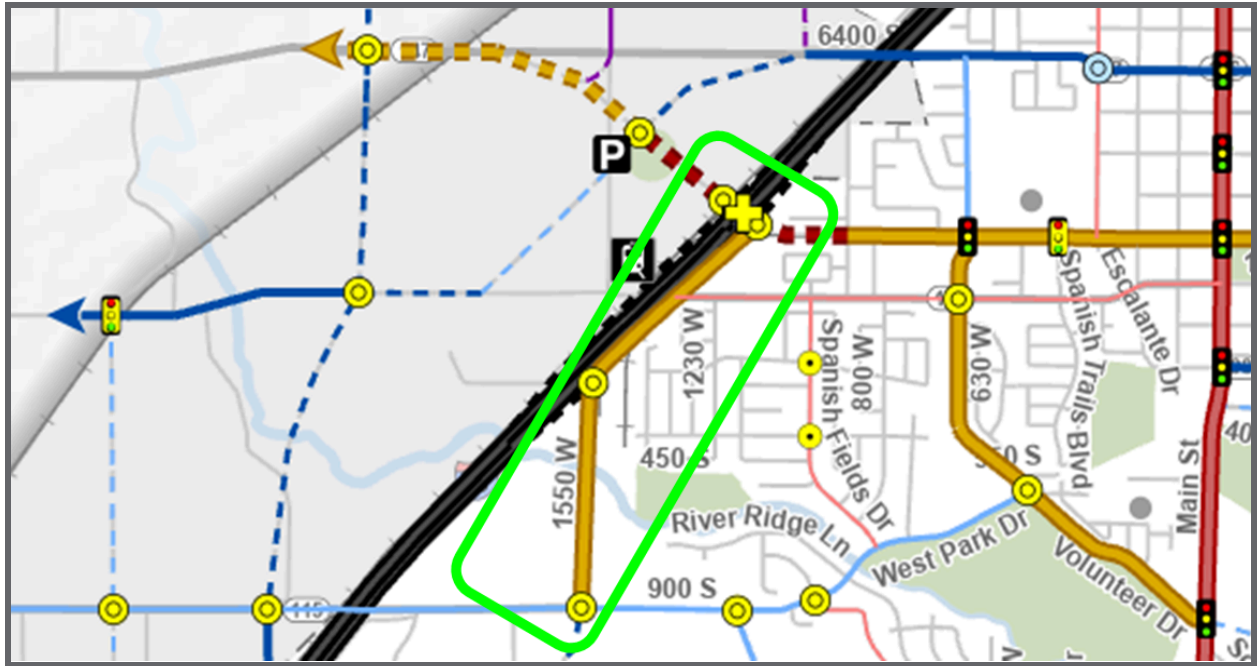 6400 S
P
1230 W
Spanish Fields Dr
800 W
630 W
Spanish Trails Blvd
Escalante Dr
1550 W
450 S
River Ridge Ln
West Park Dr
Volunteer Dr
Main St
900 S
115
40